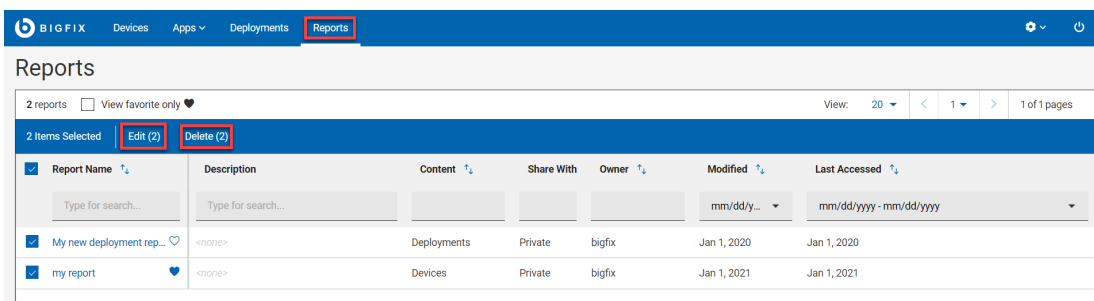 BIGFIX Devices Apps Deployments Reports
Reports
2 reports View favorite only View: 20 1 1 of 1 pages
2 Items Selected Edit (2) Delete (2)
Report Name Description Content Share With Owner Modified Last Accessed
Type for search... Type for search... mm/dd/y... mm/dd/yyyy - mm/dd/yyyy
My new deployment rep... <none> Deployments Private bigfix Jan 1, 2020 Jan 1, 2020
my report <none> Devices Private bigfix Jan 1, 2021 Jan 1, 2021